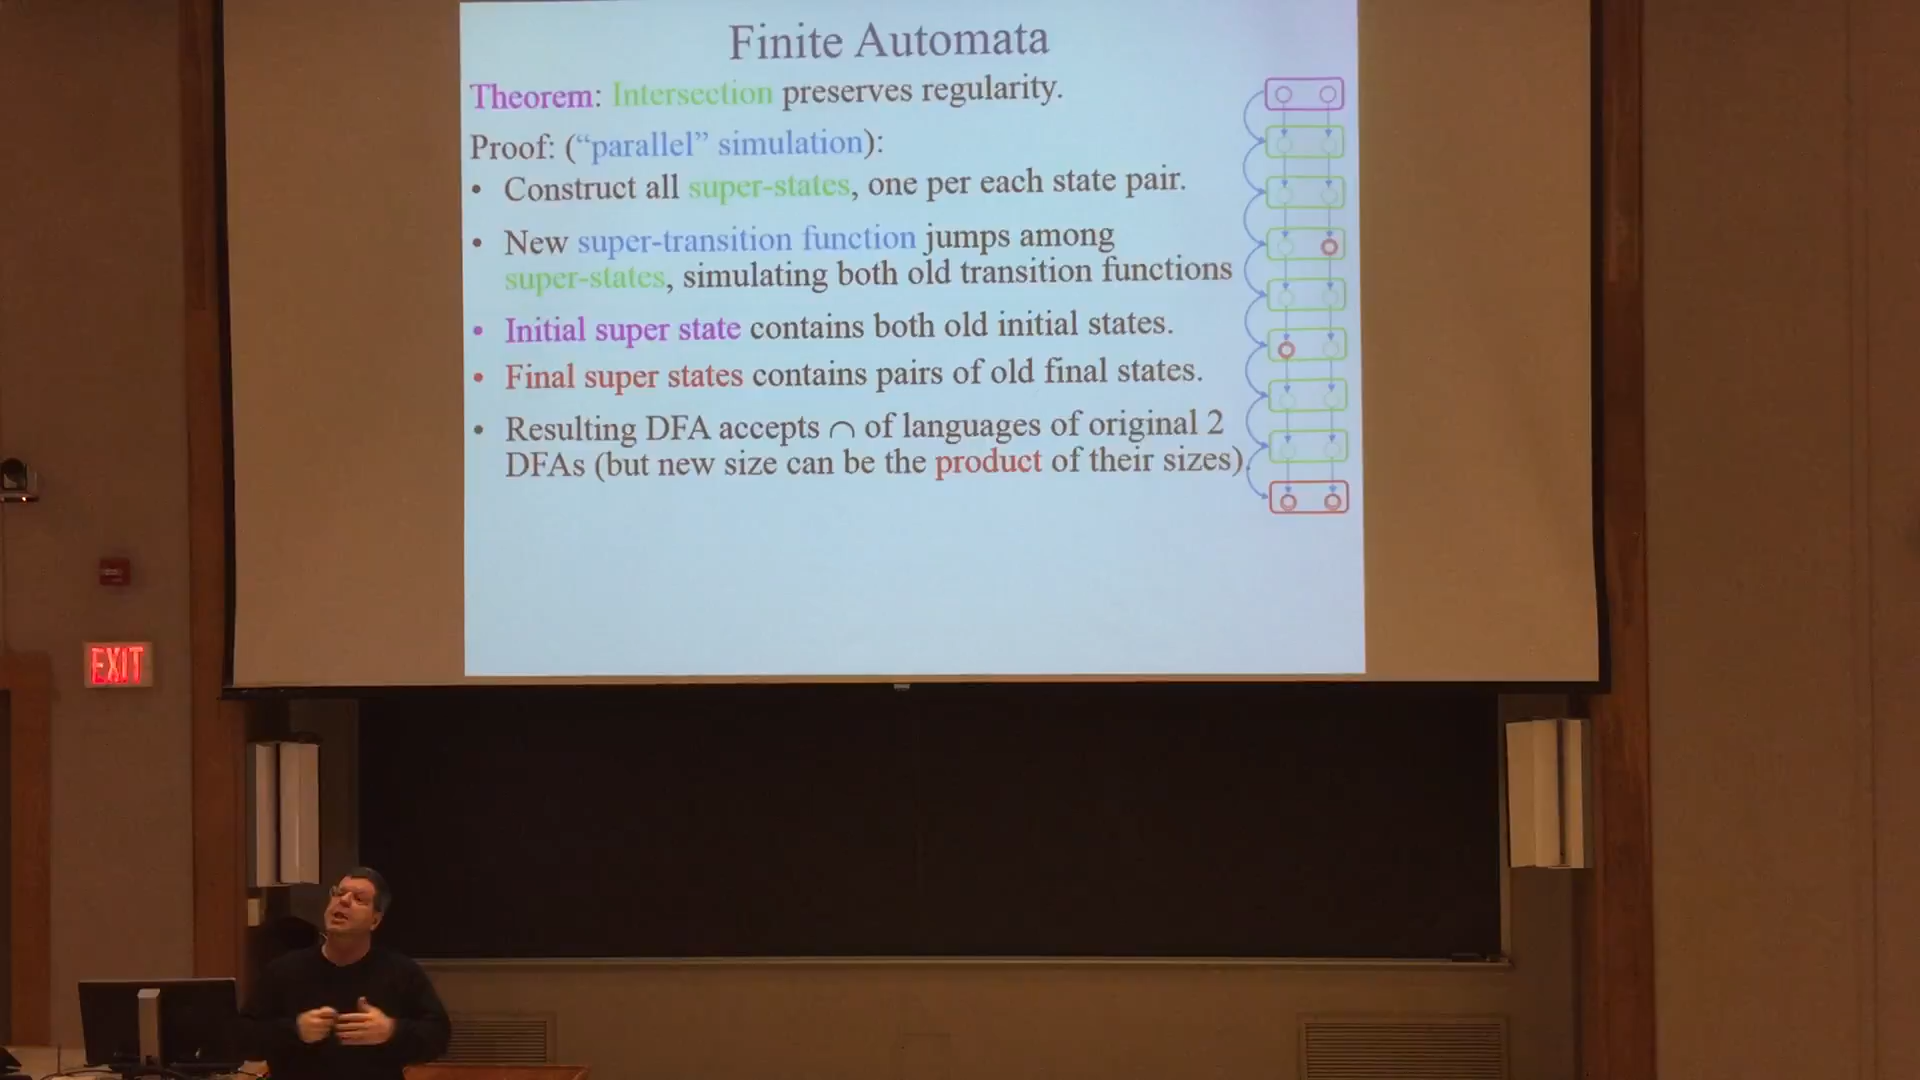 Finite Automata
Theorem: Intersection preserves regularity.
Proof: (“parallel” simulation):
• Construct all super-states, one per each state pair.
• New super-transition function jumps among
super-states, simulating both old transition functions
• Initial super state contains both old initial states.
• Final super states contains pairs of old final states.
• Resulting DFA accepts ∩ of languages of original 2
DFAs (but new size can be the product of their sizes)
EXIT